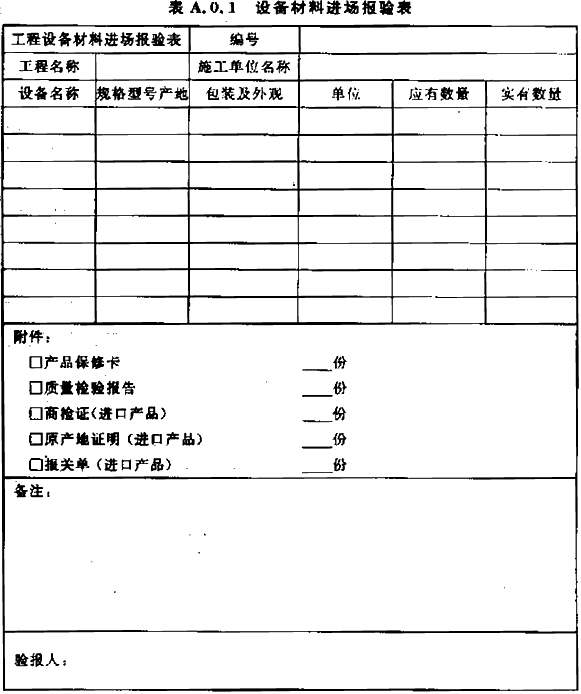 表 A.0.1 设备材料进场报验表
工程设备材料进场报验表 编号
工程名称 施工单位名称
设备名称 规格型号产地 包装及外观 单位 应有数量 实有数量
附件：
□产品保修卡 ___份
□质量检验报告 ___份
□商检证(进口产品) ___份
□原产地证明(进口产品) ___份
□报关单(进口产品) ___份
备注：
验报人：